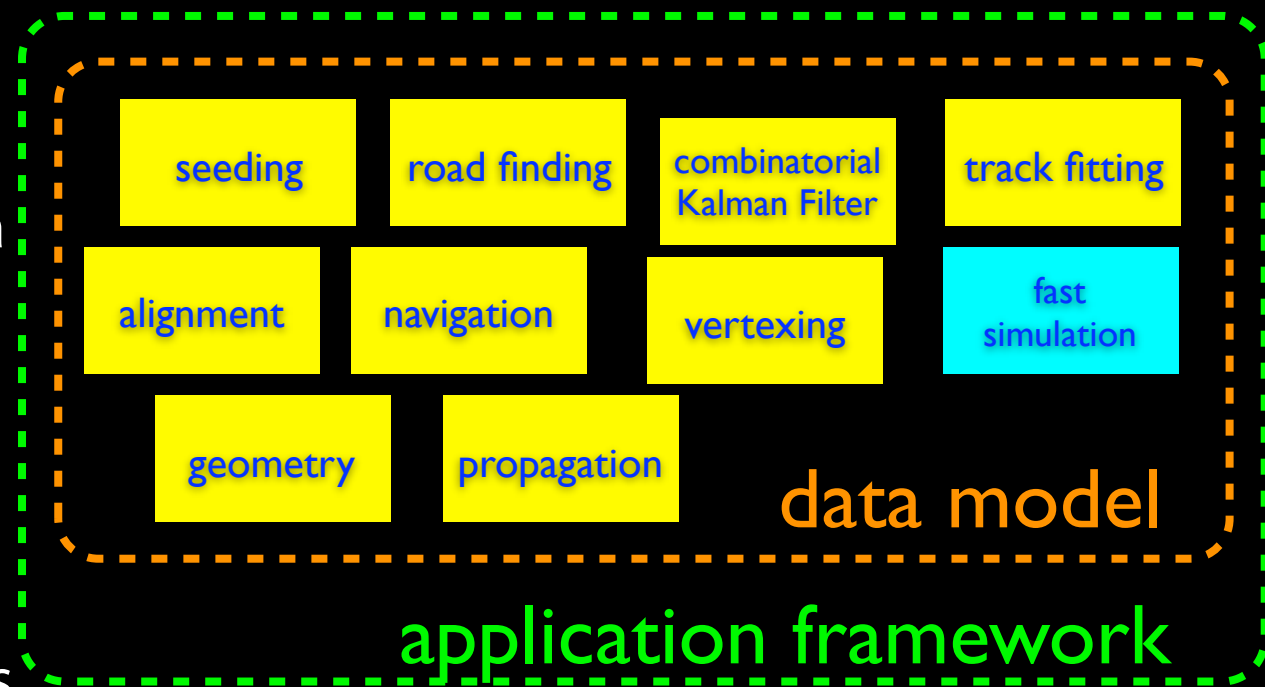 seeding
road finding
combinatorial
Kalman Filter
track fitting
alignment
navigation
vertexing
fast
simulation
geometry
propagation
data model
application framework